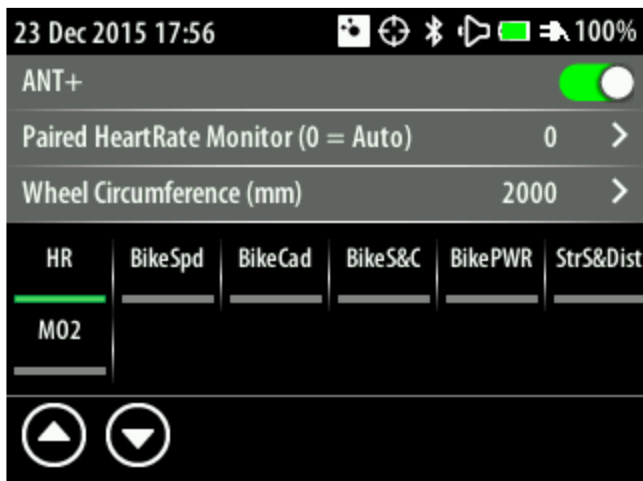 23 Dec 2015 17:56 100%
ANT+
Paired HeartRate Monitor (0 = Auto) 0
Wheel Circumference (mm) 2000
HR BikeSpd BikeCad BikeS&C BikePWR StrS&Dist
MO2